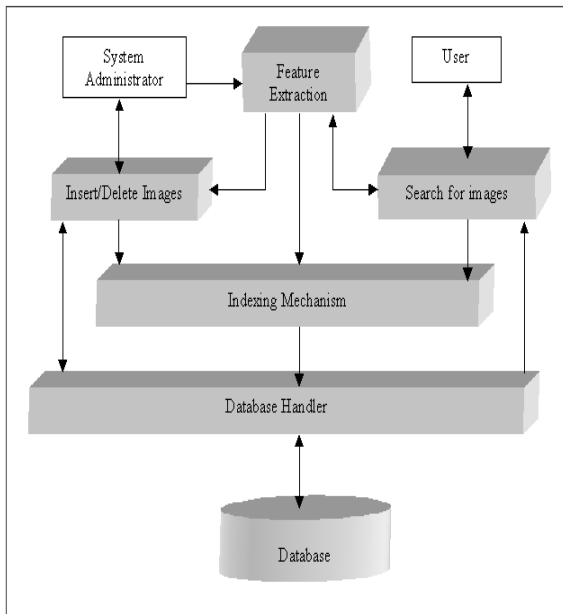 System
Administrator
Feature
Extraction
User
Insert/Delete Images
Search for images
Indexing Mechanism
Database Handler
Database